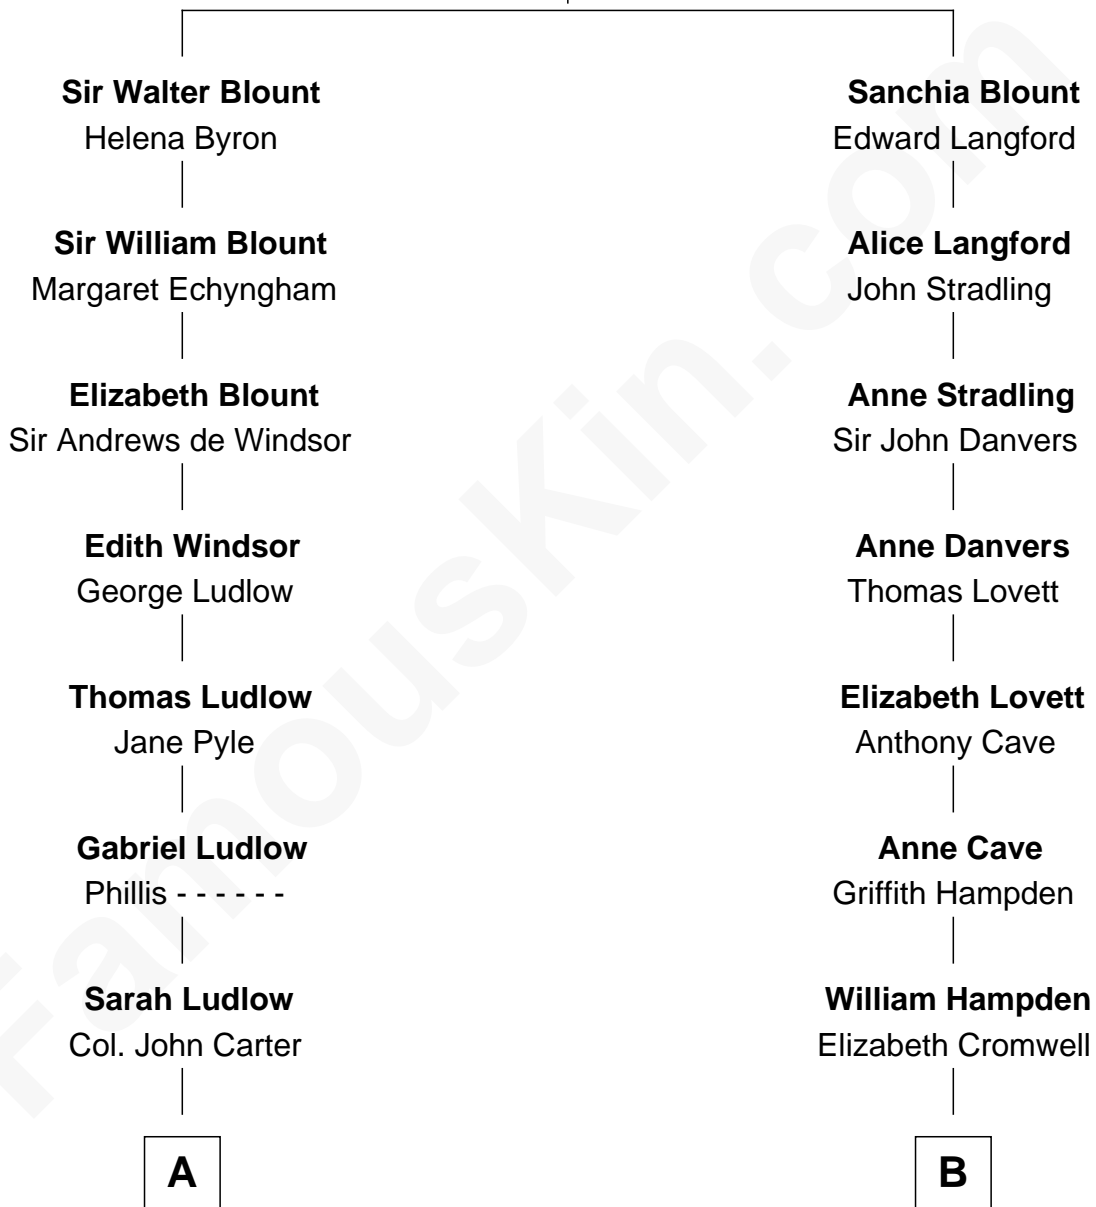 Sir Walter Blount
Helena Byron
Sir William Blount
Margaret Echyngham
Elizabeth Blount
Sir Andrews de Windsor
Edith Windsor
George Ludlow
Thomas Ludlow
Jane Pyle
Gabriel Ludlow
Phillis - - - - - -
Sarah Ludlow
Col. John Carter
A
Sanchia Blount
Edward Langford
Alice Langford
John Stradling
Anne Stradling
Sir John Danvers
Anne Danvers
Thomas Lovett
Elizabeth Lovett
Anthony Cave
Anne Cave
Griffith Hampden
William Hampden
Elizabeth Cromwell
B
FamousKin.com